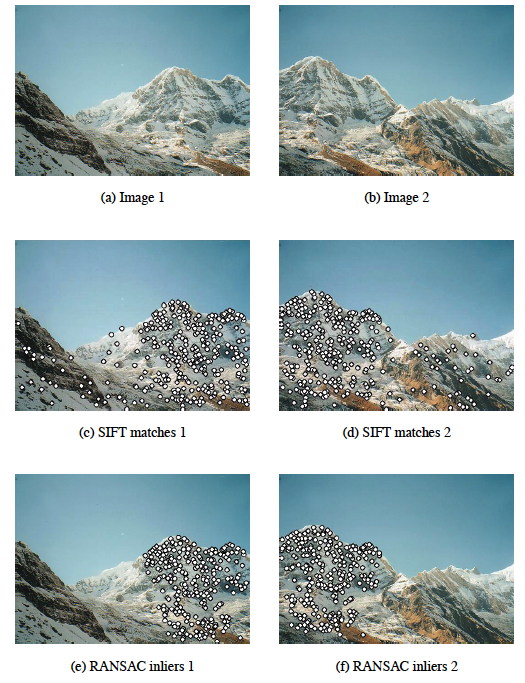 (a) Image 1
(b) Image 2
(c) SIFT matches 1
(d) SIFT matches 2
(e) RANSAC inliers 1
(f) RANSAC inliers 2